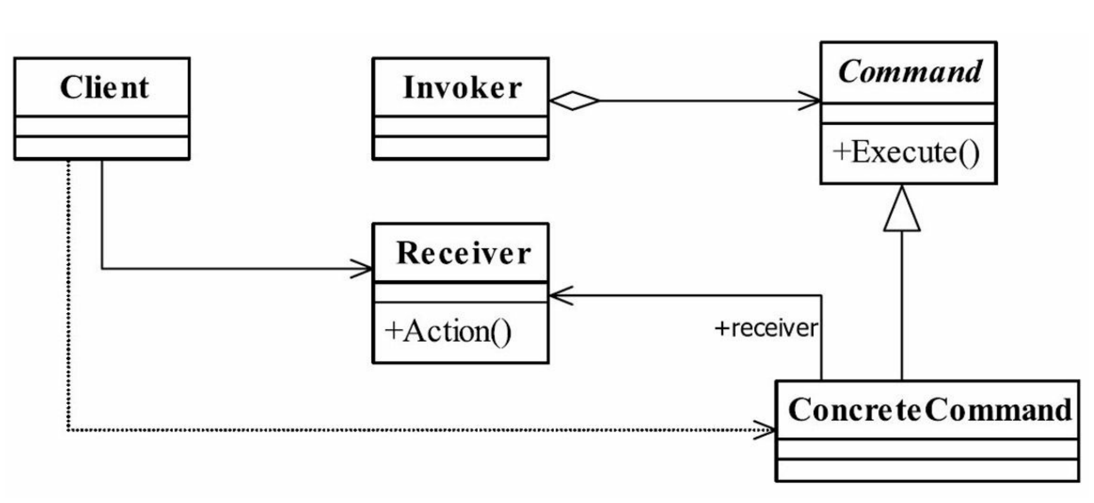 Client
Invoker
Command
+Execute()
Receiver
+Action()
+receiver
ConcreteCommand